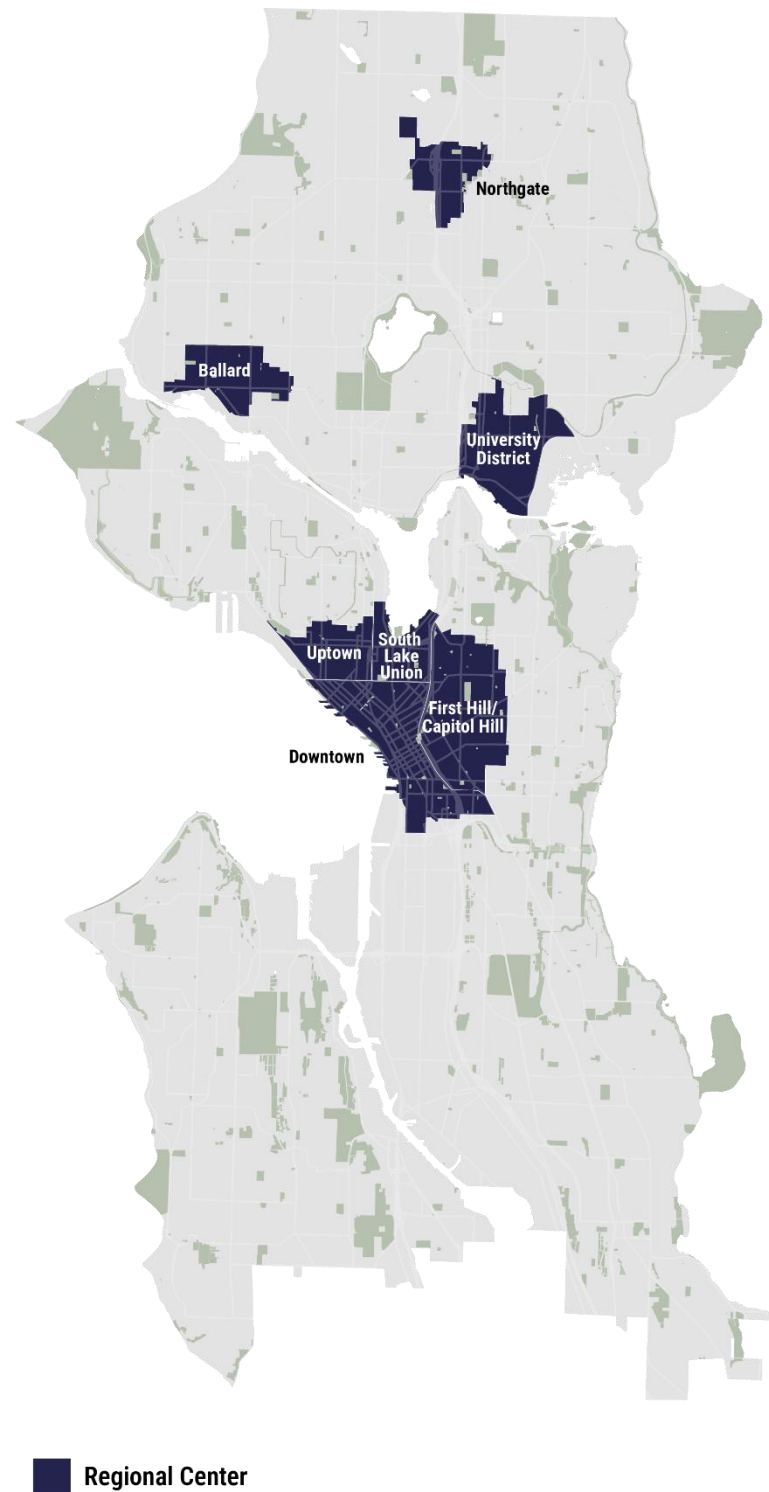 Northgate
Ballard
University
District
Uptown
South
Lake
Union
First Hill/
Capitol Hill
Downtown
Regional Center